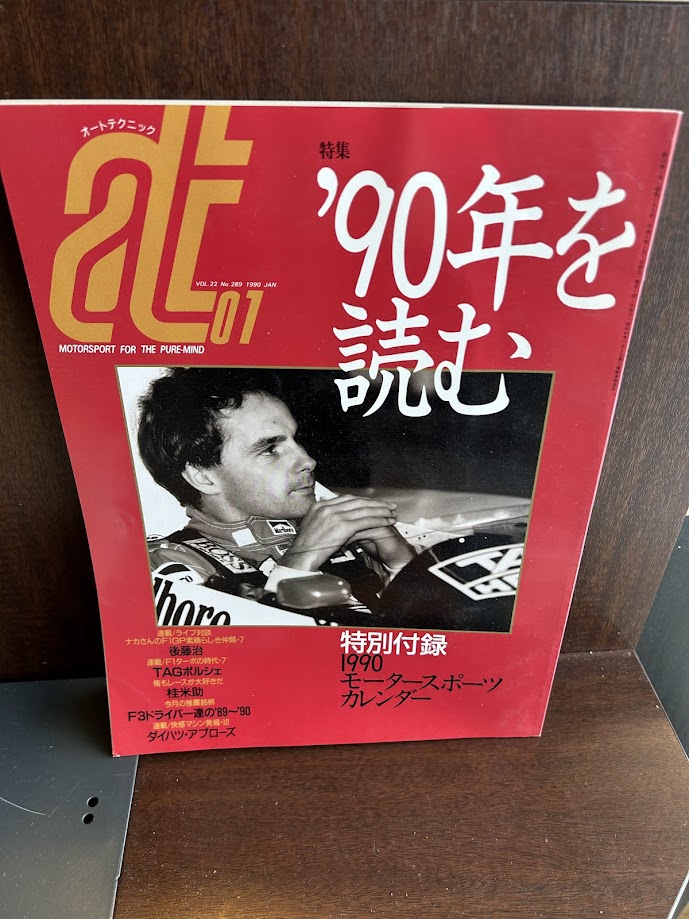 オートテクニック
at
VOL.22 No.289 1990 JAN.
01
MOTORSPORT FOR THE PURE-MIND
特集
'90年を
読む
Marlboro
BOSS
lboro
連載/ライブ対談
ナカさんのF1GP素晴らしき仲間・7
後藤治
連載/F1ターボの時代・7
TAGポルシェ
俺もレースが大好きだ
桂米助
今月の推薦銘柄
F3ドライバー達の'89〜'90
連載/快感マシン発掘・10
ダイハツ・アプローズ
特別付録
1990
モータースポーツ
カレンダー